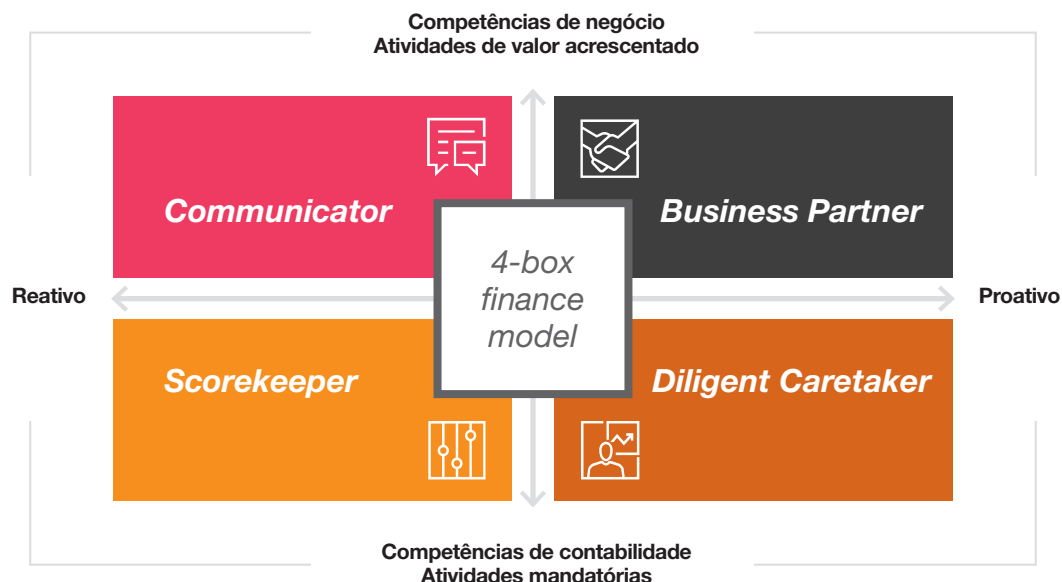 Competências de negócio
Atividades de valor acrescentado
Communicator
Business Partner
4-box
finance
model
Reativo
Proativo
Scorekeeper
Diligent Caretaker
Competências de contabilidade
Atividades mandatórias